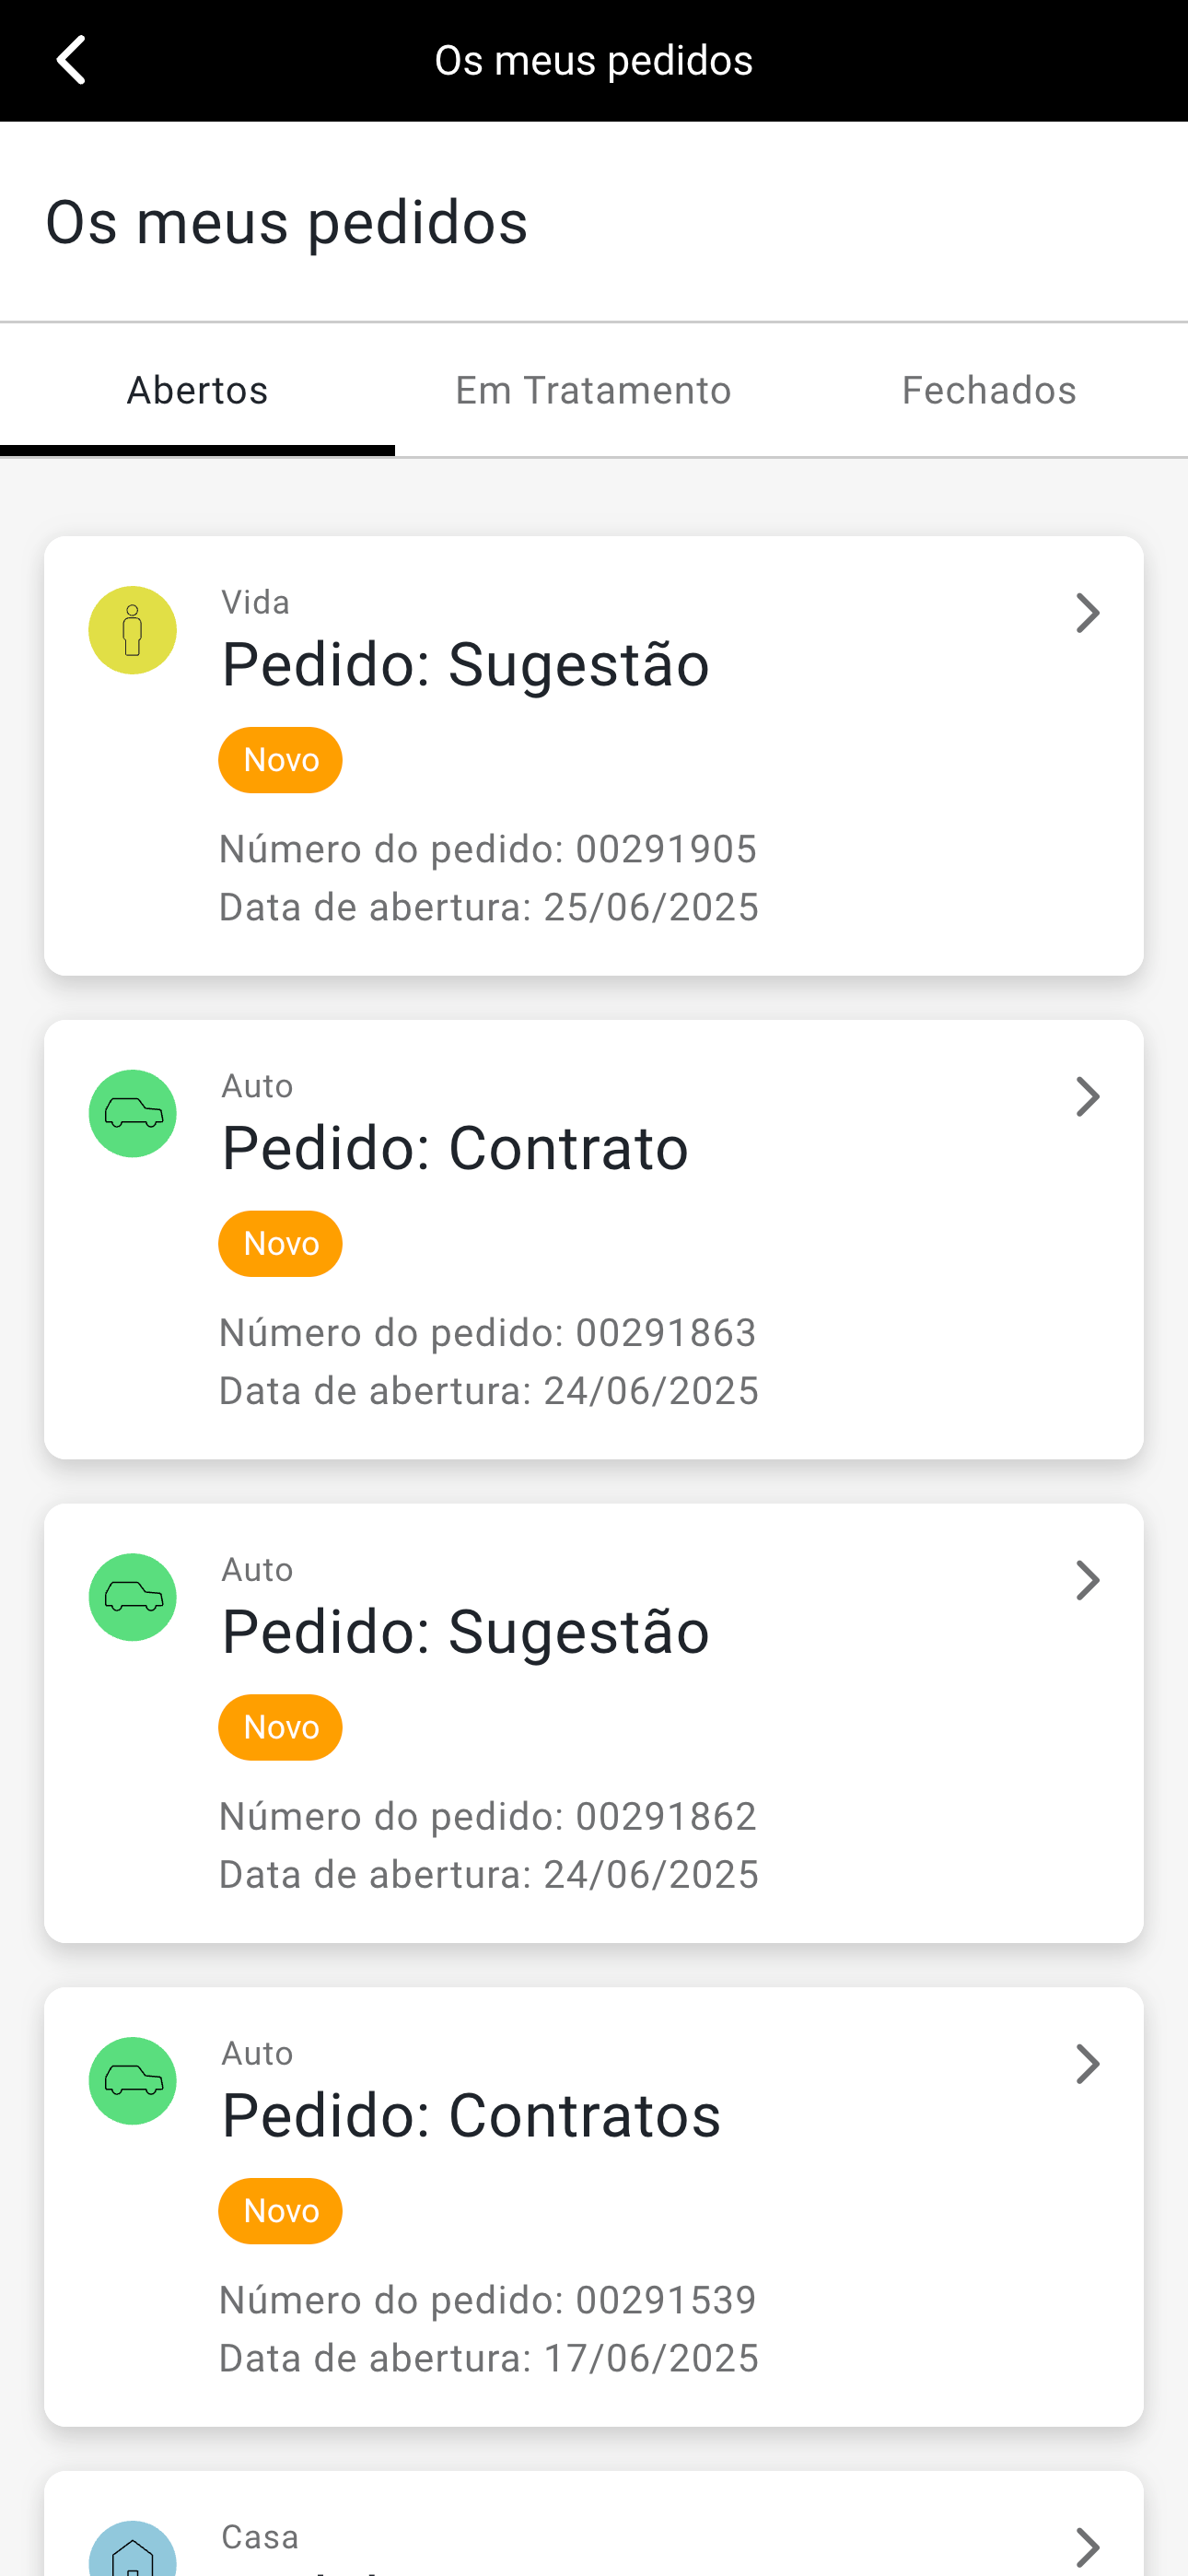 Os meus pedidos
Os meus pedidos
Abertos Em Tratamento Fechados
Vida
Pedido: Sugestão
Novo
Número do pedido: 00291905
Data de abertura: 25/06/2025
Auto
Pedido: Contrato
Novo
Número do pedido: 00291863
Data de abertura: 24/06/2025
Auto
Pedido: Sugestão
Novo
Número do pedido: 00291862
Data de abertura: 24/06/2025
Auto
Pedido: Contratos
Novo
Número do pedido: 00291539
Data de abertura: 17/06/2025
Casa